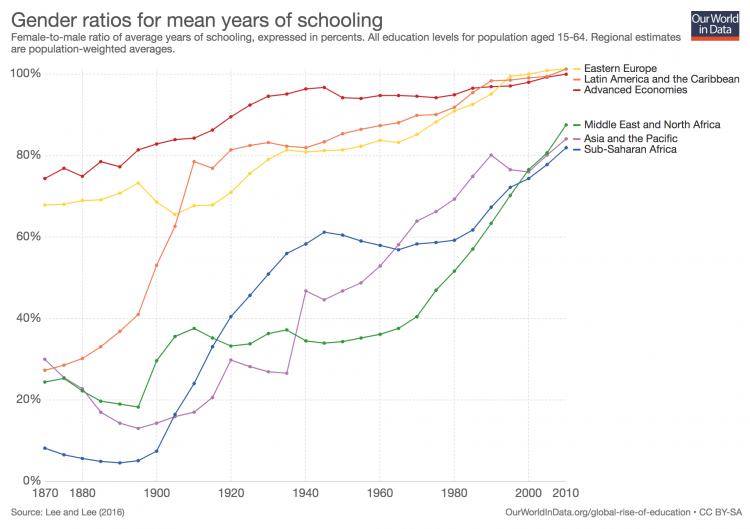 Gender ratios for mean years of schooling
Our World
in Data
Female-to-male ratio of average years of schooling, expressed in percents. All education levels for population aged 15-64. Regional estimates
are population-weighted averages.
100%
80%
60%
40%
20%
0%
Eastern Europe
Latin America and the Caribbean
Advanced Economies
Middle East and North Africa
Asia and the Pacific
Sub-Saharan Africa
1870 1880 1900 1920 1940 1960 1980 2000 2010
Source: Lee and Lee (2016) OurWorldInData.org/global-rise-of-education • CC BY-SA